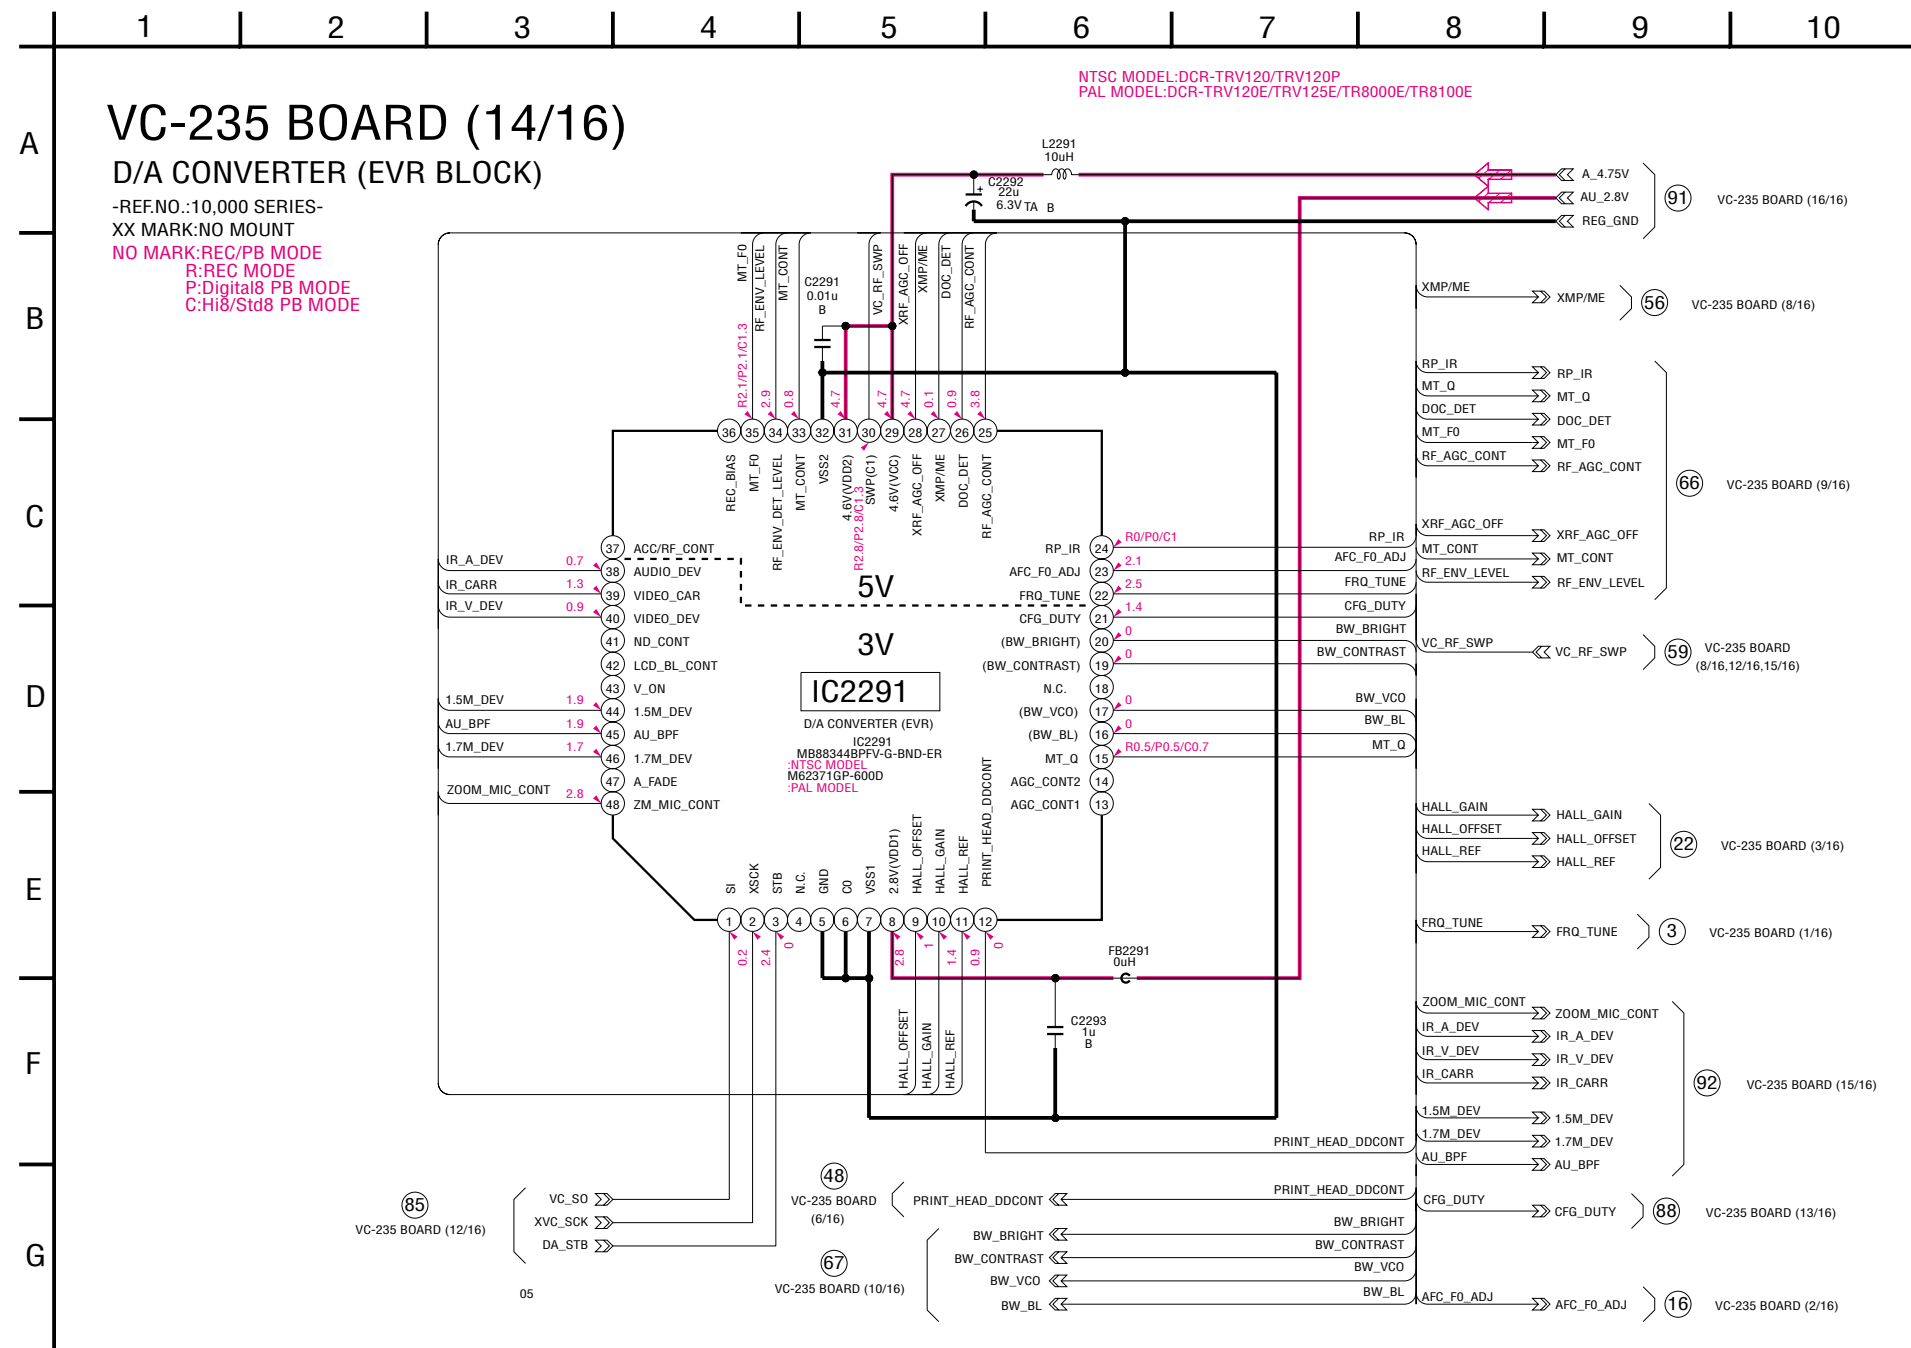 1 2 3 4 5 6 7 8 9 10
NTSC MODEL:DCR-TRV120/TRV120P
PAL MODEL:DCR-TRV120E/TRV125E/TR8000E/TR8100E
A
B
C
D
E
F
G
VC-235 BOARD (14/16)
D/A CONVERTER (EVR BLOCK)
-REF.NO.:10,000 SERIES-
XX MARK:NO MOUNT
NO MARK:REC/PB MODE
R:REC MODE
P:Digital8 PB MODE
C:Hi8/Std8 PB MODE
L2291
10uH
C2292
22u
6.3V TA B
+
A_4.75V
AU_2.8V
REG_GND
91
VC-235 BOARD (16/16)
MT_F0
RF_ENV_LEVEL
MT_CONT
C2291
0.01u
B
VC_RF_SWP
XRF_AGC_OFF
XMP/ME
DOC_DET
RF_AGC_CONT
R2.1/P2.1/C1.3
2.9
0.8
4.7
4.7
4.7
0.1
0.9
3.8
36 35 34 33 32 31 30 29 28 27 26 25
REC_BIAS
MT_F0
RF_ENV_DET_LEVEL
MT_CONT
VSS2
4.6V(VDD2)
R2.8/P2.8/C1.3
SWP(C1)
4.6V(VCC)
XRF_AGC_OFF
XMP/ME
DOC_DET
RF_AGC_CONT
37 ACC/RF_CONT
IR_A_DEV 0.7 38 AUDIO_DEV
IR_CARR 1.3 39 VIDEO_CAR
IR_V_DEV 0.9 40 VIDEO_DEV
41 ND_CONT
42 LCD_BL_CONT
43 V_ON
1.5M_DEV 1.9 44 1.5M_DEV
AU_BPF 1.9 45 AU_BPF
1.7M_DEV 1.7 46 1.7M_DEV
47 A_FADE
ZOOM_MIC_CONT 2.8 48 ZM_MIC_CONT
5V
3V
IC2291
D/A CONVERTER (EVR)
IC2291
MB88344BPFV-G-BND-ER
:NTSC MODEL
M62371GP-600D
:PAL MODEL
RP_IR 24 R0/P0/C1 RP_IR
AFC_F0_ADJ 23 2.1 AFC_F0_ADJ
FRQ_TUNE 22 2.5 FRQ_TUNE
CFG_DUTY 21 1.4 CFG_DUTY
(BW_BRIGHT) 20 0 BW_BRIGHT
(BW_CONTRAST) 19 0 BW_CONTRAST
N.C. 18
(BW_VCO) 17 0 BW_VCO
(BW_BL) 16 0 BW_BL
MT_Q 15 R0.5/P0.5/C0.7 MT_Q
AGC_CONT2 14
AGC_CONT1 13
SI
XSCK
STB
N.C.
GND
C0
VSS1
2.8V(VDD1)
HALL_OFFSET
HALL_GAIN
HALL_REF
PRINT_HEAD_DDCONT
1 2 3 4 5 6 7 8 9 10 11 12
0.2
2.4
0
2.8
1
1.4
0.9
0
HALL_OFFSET
HALL_GAIN
HALL_REF
FB2291
0uH
C2293
1u
B
PRINT_HEAD_DDCONT
XMP/ME XMP/ME
56
VC-235 BOARD (8/16)
RP_IR RP_IR
MT_Q MT_Q
DOC_DET DOC_DET
MT_F0 MT_F0
RF_AGC_CONT RF_AGC_CONT
XRF_AGC_OFF XRF_AGC_OFF
MT_CONT MT_CONT
RF_ENV_LEVEL RF_ENV_LEVEL
66
VC-235 BOARD (9/16)
VC_RF_SWP VC_RF_SWP
59
VC-235 BOARD
(8/16,12/16,15/16)
HALL_GAIN HALL_GAIN
HALL_OFFSET HALL_OFFSET
HALL_REF HALL_REF
22
VC-235 BOARD (3/16)
FRQ_TUNE FRQ_TUNE
3
VC-235 BOARD (1/16)
ZOOM_MIC_CONT ZOOM_MIC_CONT
IR_A_DEV IR_A_DEV
IR_V_DEV IR_V_DEV
IR_CARR IR_CARR
1.5M_DEV 1.5M_DEV
1.7M_DEV 1.7M_DEV
AU_BPF AU_BPF
92
VC-235 BOARD (15/16)
CFG_DUTY CFG_DUTY
88
VC-235 BOARD (13/16)
AFC_F0_ADJ AFC_F0_ADJ
16
VC-235 BOARD (2/16)
85
VC-235 BOARD (12/16)
VC_SO
XVC_SCK
DA_STB
05
48
VC-235 BOARD
(6/16)
PRINT_HEAD_DDCONT PRINT_HEAD_DDCONT
67
VC-235 BOARD (10/16)
BW_BRIGHT BW_BRIGHT
BW_CONTRAST BW_CONTRAST
BW_VCO BW_VCO
BW_BL BW_BL